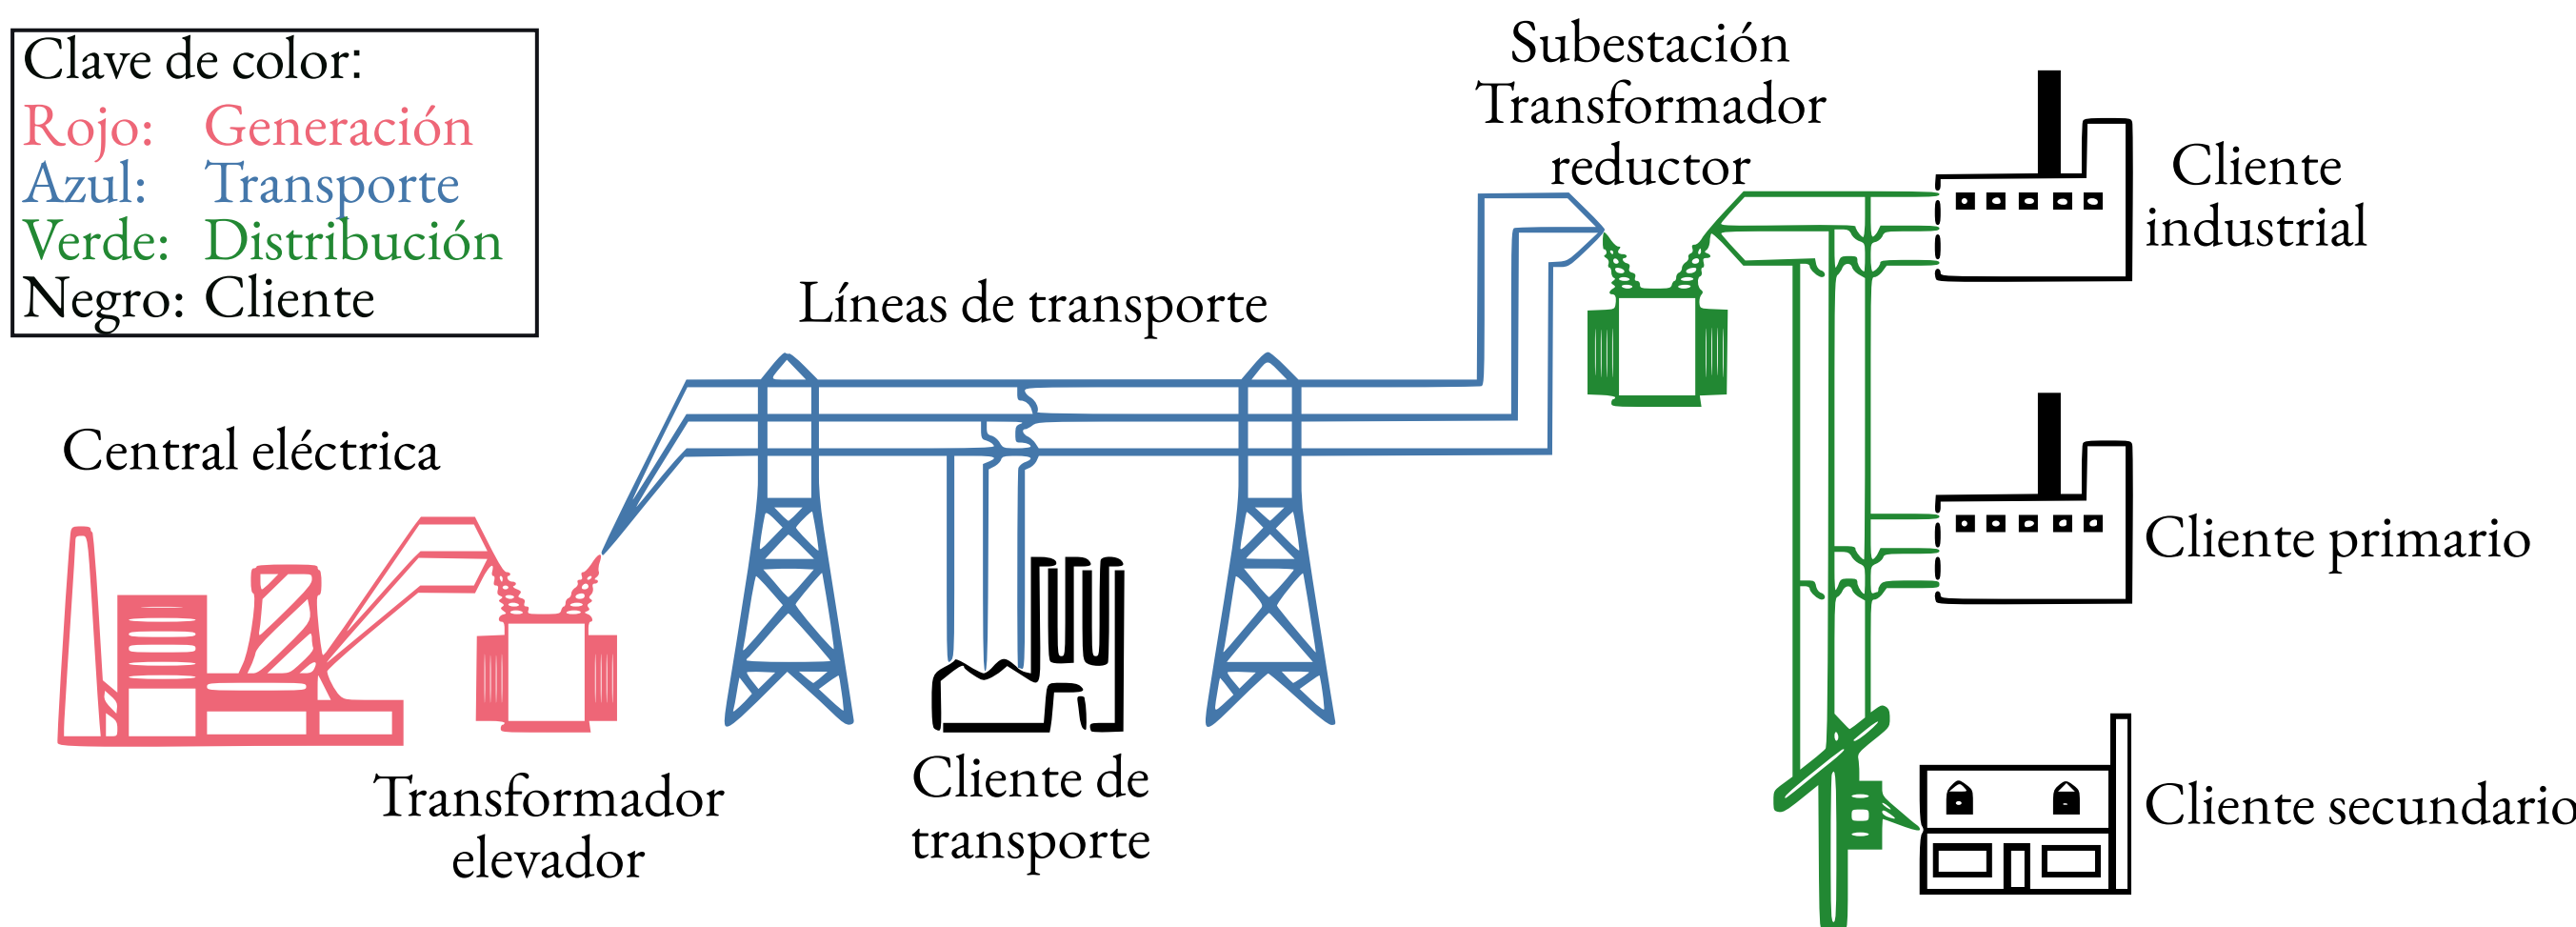 Clave de color:
Rojo: Generación
Azul: Transporte
Verde: Distribución
Negro: Cliente
Subestación
Transformador
reductor
Cliente
industrial
Líneas de transporte
Central eléctrica
Cliente primario
Transformador
elevador
Cliente de
transporte
Cliente secundario